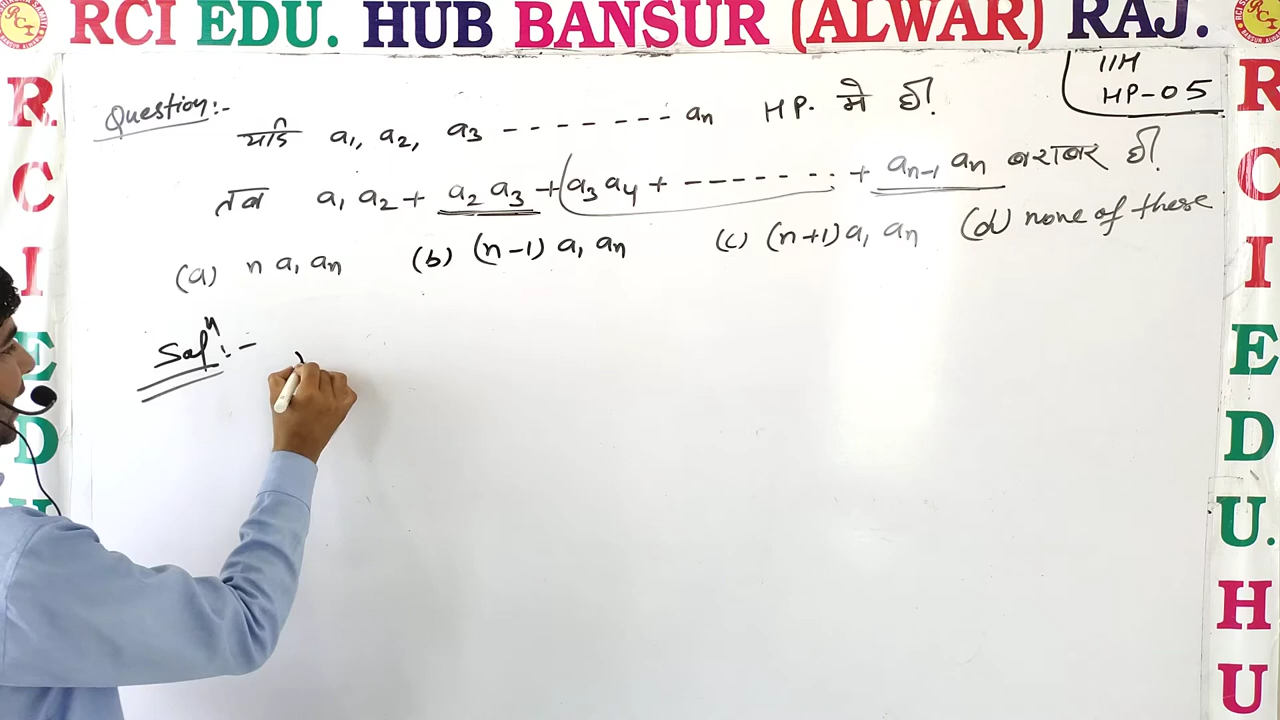 RCI EDU. HUB BANSUR (ALWAR) RAJ.
11H
HP-05
Question:-
यदि a₁, a₂, a₃ ------- aₙ HP. मे हो!
तब a₁ a₂ + a₂ a₃ + a₃ a₄ + ------- + aₙ₋₁ aₙ बराबर हो!
(a) n a₁ aₙ (b) (n-1) a₁ aₙ (c) (n+1) a₁ aₙ (d) none of these
Solⁿ:-
R.
C
I
E
D
R
C
I
E
D
U.
H
U